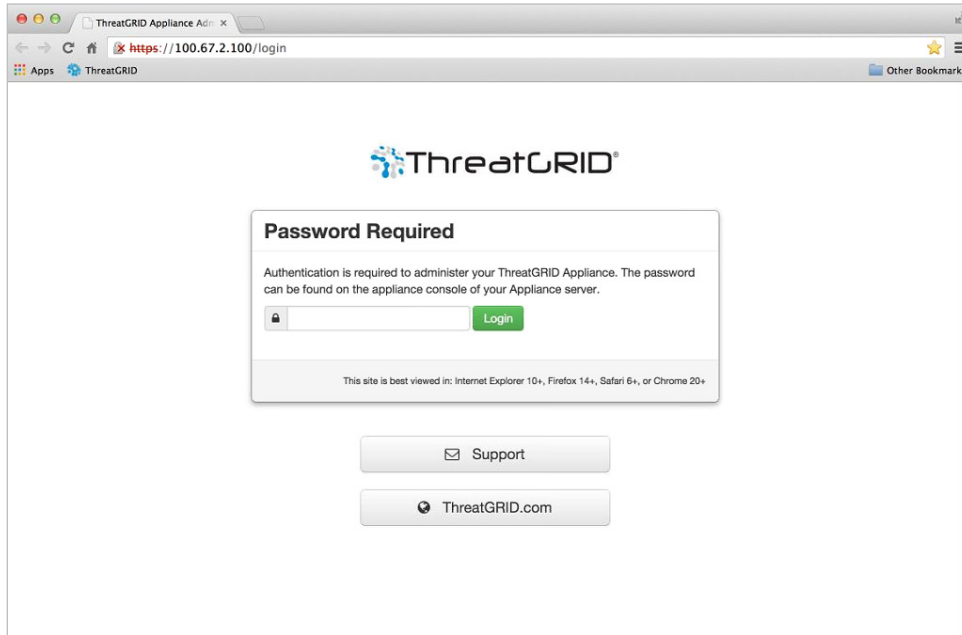 ThreatGRID Appliance Adm
https://100.67.2.100/login
Apps ThreatGRID Other Bookmark
ThreatGRID®
Password Required
Authentication is required to administer your ThreatGRID Appliance. The password
can be found on the appliance console of your Appliance server.
Login
This site is best viewed in: Internet Explorer 10+, Firefox 14+, Safari 6+, or Chrome 20+
Support
ThreatGRID.com